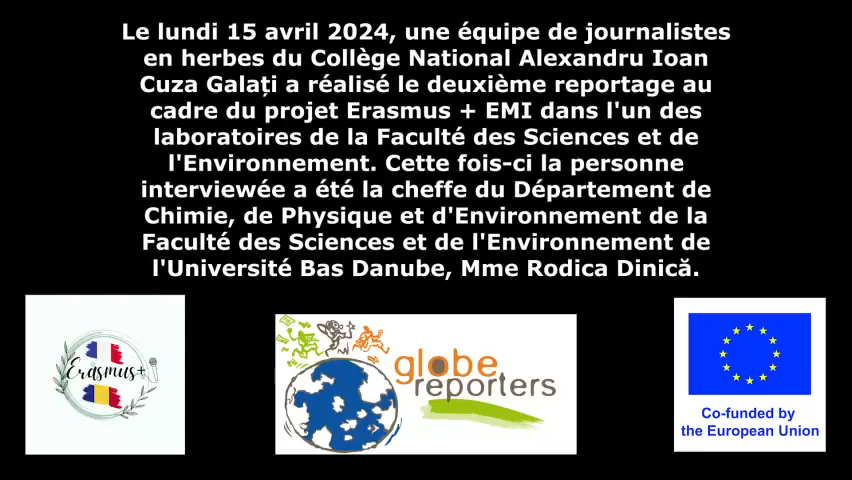 Le lundi 15 avril 2024, une équipe de journalistes
en herbes du Collège National Alexandru Ioan
Cuza Galați a réalisé le deuxième reportage au
cadre du projet Erasmus + EMI dans l'un des
laboratoires de la Faculté des Sciences et de
l'Environnement. Cette fois-ci la personne
interviewée a été la cheffe du Département de
Chimie, de Physique et d'Environnement de la
Faculté des Sciences et de l'Environnement de
l'Université Bas Danube, Mme Rodica Dinică.
Erasmus+
globe
reporters
Co-funded by
the European Union